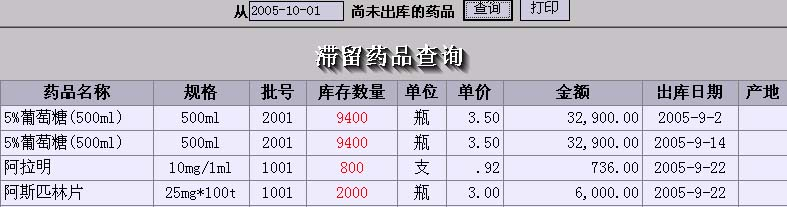 从 2005-10-01 尚未出库的药品 查询 打印
滞留药品查询
药品名称 规格 批号 库存数量 单位 单价 金额 出库日期 产地
5%葡萄糖(500ml) 500ml 2001 9400 瓶 3.50 32,900.00 2005-9-2
5%葡萄糖(500ml) 500ml 2001 9400 瓶 3.50 32,900.00 2005-9-14
阿拉明 10mg/1ml 1001 800 支 .92 736.00 2005-9-22
阿斯匹林片 25mg*100t 1001 2000 瓶 3.00 6,000.00 2005-9-22